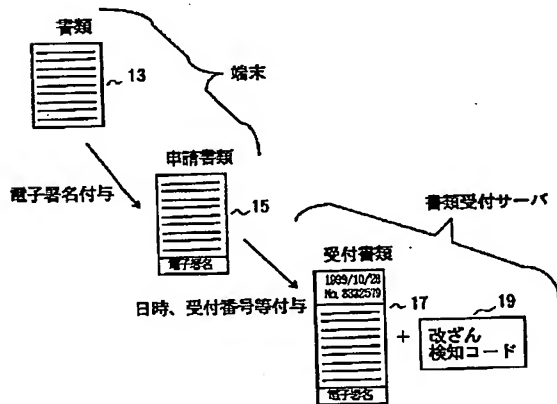 書類
13
端末
電子署名付与
申請書類
15
電子署名
書類受付サーバ
受付書類
1999/10/28
No. 8332579
日時、受付番号等付与
17
+
19
改ざん
検知コード
電子署名